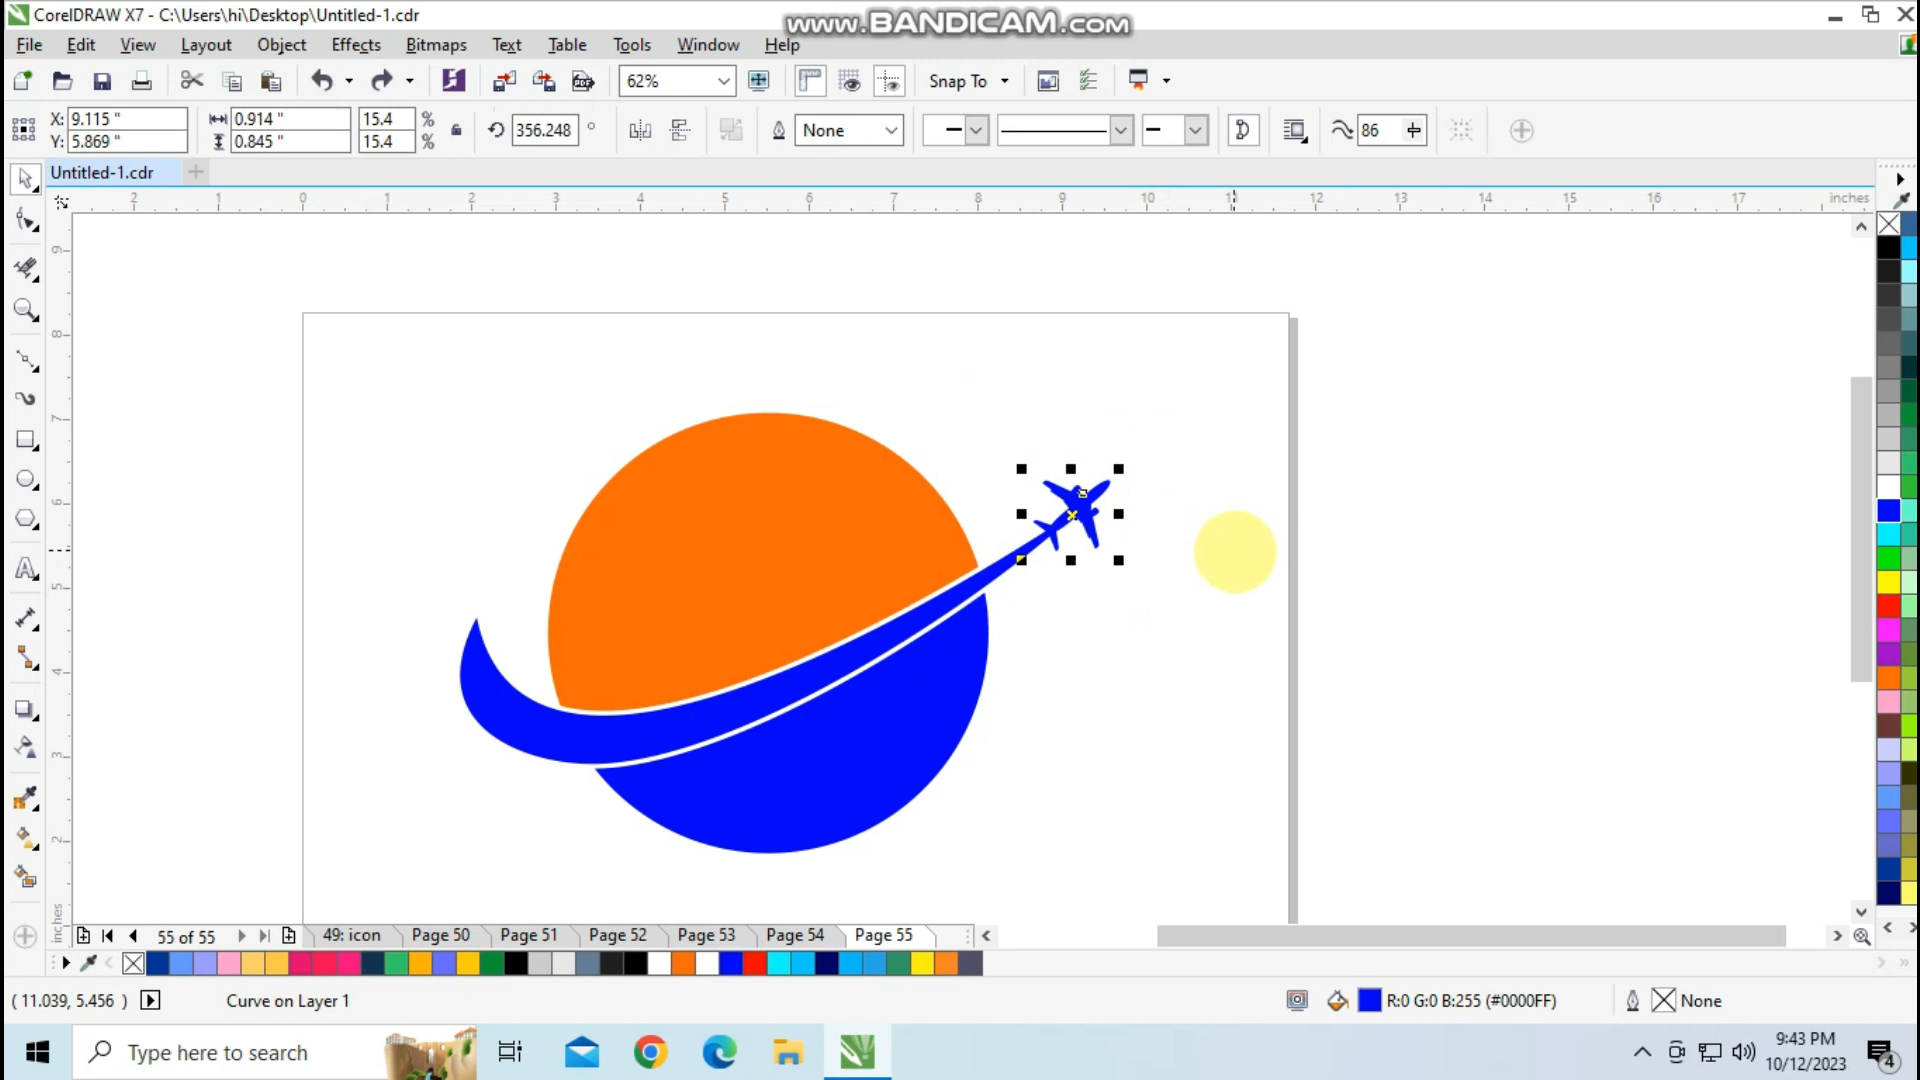 CorelDRAW X7 - C:\Users\hi\Desktop\Untitled-1.cdr
www.BANDICAM.com
File Edit View Layout Object Effects Bitmaps Text Table Tools Window Help
62% Snap To
X: 9.115 " 0.914 " 15.4 %
Y: 5.869 " 0.845 " 15.4 %
356.248 ° None 86
Untitled-1.cdr
2 1 0 1 2 3 4 5 6 7 8 9 10 11 12 13 14 15 16 17 inches
9
8
7
6
5
4
3
2
inches
55 of 55 49: icon Page 50 Page 51 Page 52 Page 53 Page 54 Page 55
( 11.039, 5.456 ) Curve on Layer 1 R:0 G:0 B:255 (#0000FF) None
Type here to search
9:43 PM
10/12/2023
4